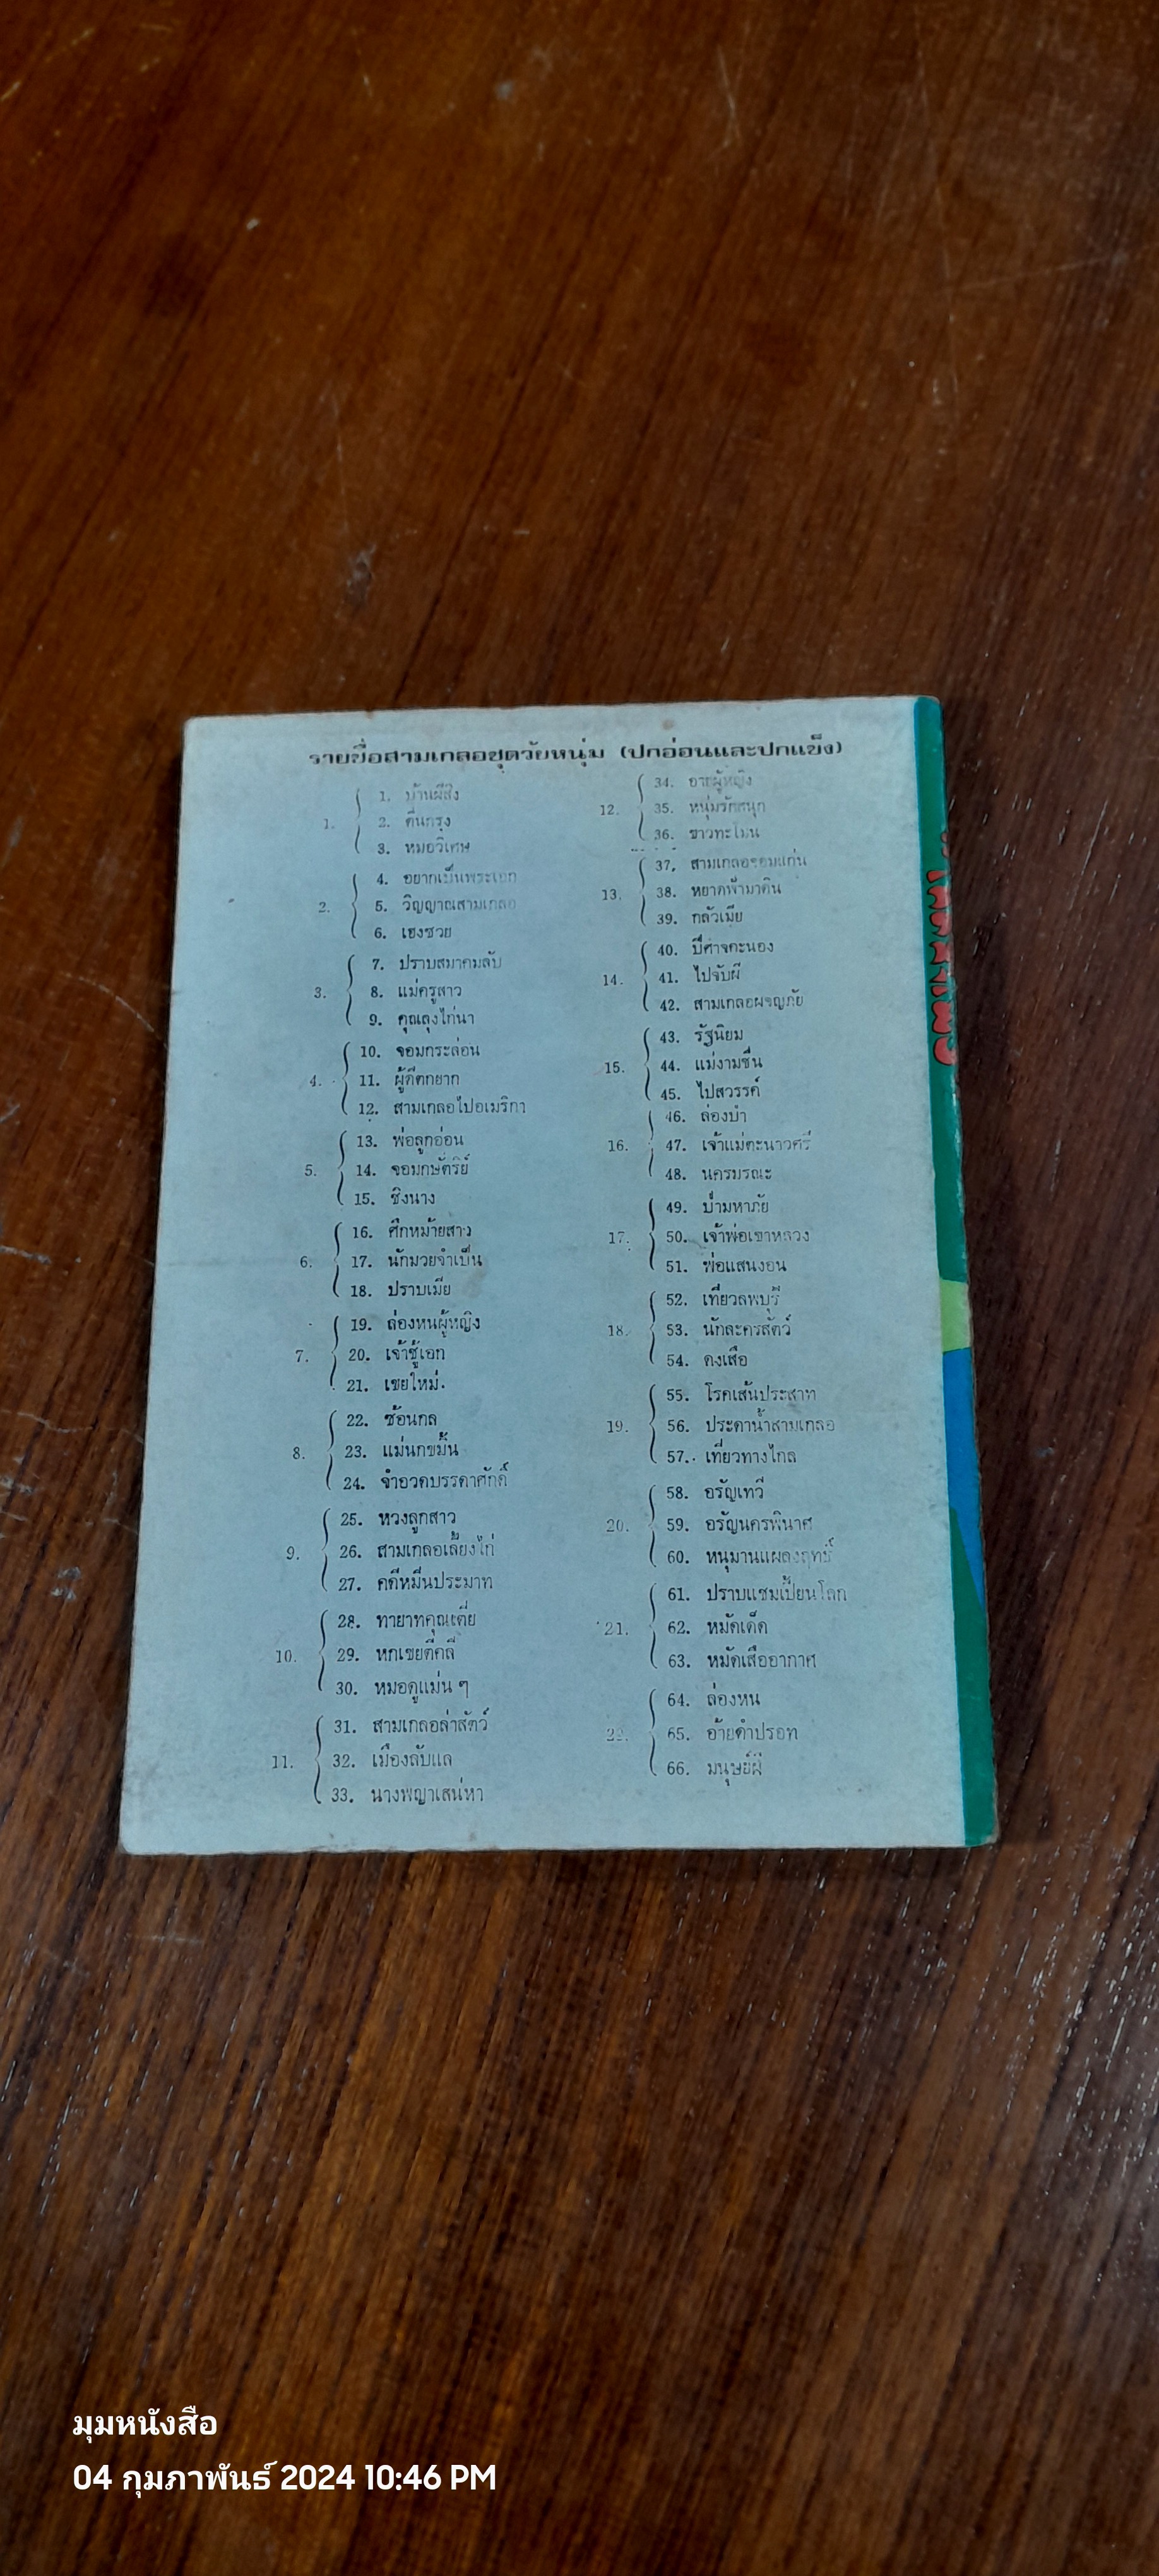 รายชื่อสามเกลอชุดวัยหนุ่ม (ปกอ่อนและปกแข็ง)
1.
1. บ้านผีสิง
2. ตื่นกรุง
3. หมอวิเศษ
2.
4. อยากเป็นพระเอก
5. วิญญาณสามเกลอ
6. เฮงซวย
3.
7. ปราบสมาคมลับ
8. แม่ครูสาว
9. คุณลุงไก่นา
4.
10. จอมกระล่อน
11. ผู้ดีตกยาก
12. สามเกลอไปอเมริกา
5.
13. พ่อลูกอ่อน
14. จอมกษัตริย์
15. ชิงนาง
6.
16. ศึกหม้ายสาว
17. นักมวยจำเป็น
18. ปราบเมีย
7.
19. ล่องหนผู้หญิง
20. เจ้าชู้เอก
21. เขยใหม่
8.
22. ซ้อนกล
23. แม่นกขมิ้น
24. จำอวดบรรดาศักดิ์
9.
25. หวงลูกสาว
26. สามเกลอเลี้ยงไก่
27. คดีหมิ่นประมาท
10.
28. ทายาทคุณเตี่ย
29. หกเขยตีคลี
30. หมอดูแม่น ๆ
11.
31. สามเกลอล่าสัตว์
32. เมืองลับแล
33. นางพญาเสน่หา
12.
34. อายผู้หญิง
35. หนุ่มรักสนุก
36. ชาวทะโมน
13.
37. สามเกลอจอมแก่น
38. หยาดฟ้ามาดิน
39. กลัวเมีย
14.
40. ปีศาจคะนอง
41. ไปจับผี
42. สามเกลอผจญภัย
15.
43. รัฐนิยม
44. แม่งามชื่น
45. ไปสวรรค์
16.
46. ล่องป่า
47. เจ้าแม่ตะนาวศรี
48. นครมรณะ
17.
49. ป่ามหาภัย
50. เจ้าพ่อเขาหลวง
51. พ่อแสนงอน
18.
52. เที่ยวลพบุรี
53. นักละครสัตว์
54. ดงเสือ
19.
55. โรคเส้นประสาท
56. ประดาน้ำสามเกลอ
57. เที่ยวทางไกล
20.
58. อรัญเทวี
59. อรัญนครพินาศ
60. หนุมานแผลงฤทธิ์
21.
61. ปราบแชมเปี้ยนโลก
62. หมัดเด็ด
63. หมัดเสืออากาศ
22.
64. ล่องหน
65. อ้ายดำปรอท
66. มนุษย์ผี
มุมหนังสือ
04 กุมภาพันธ์ 2024 10:46 PM